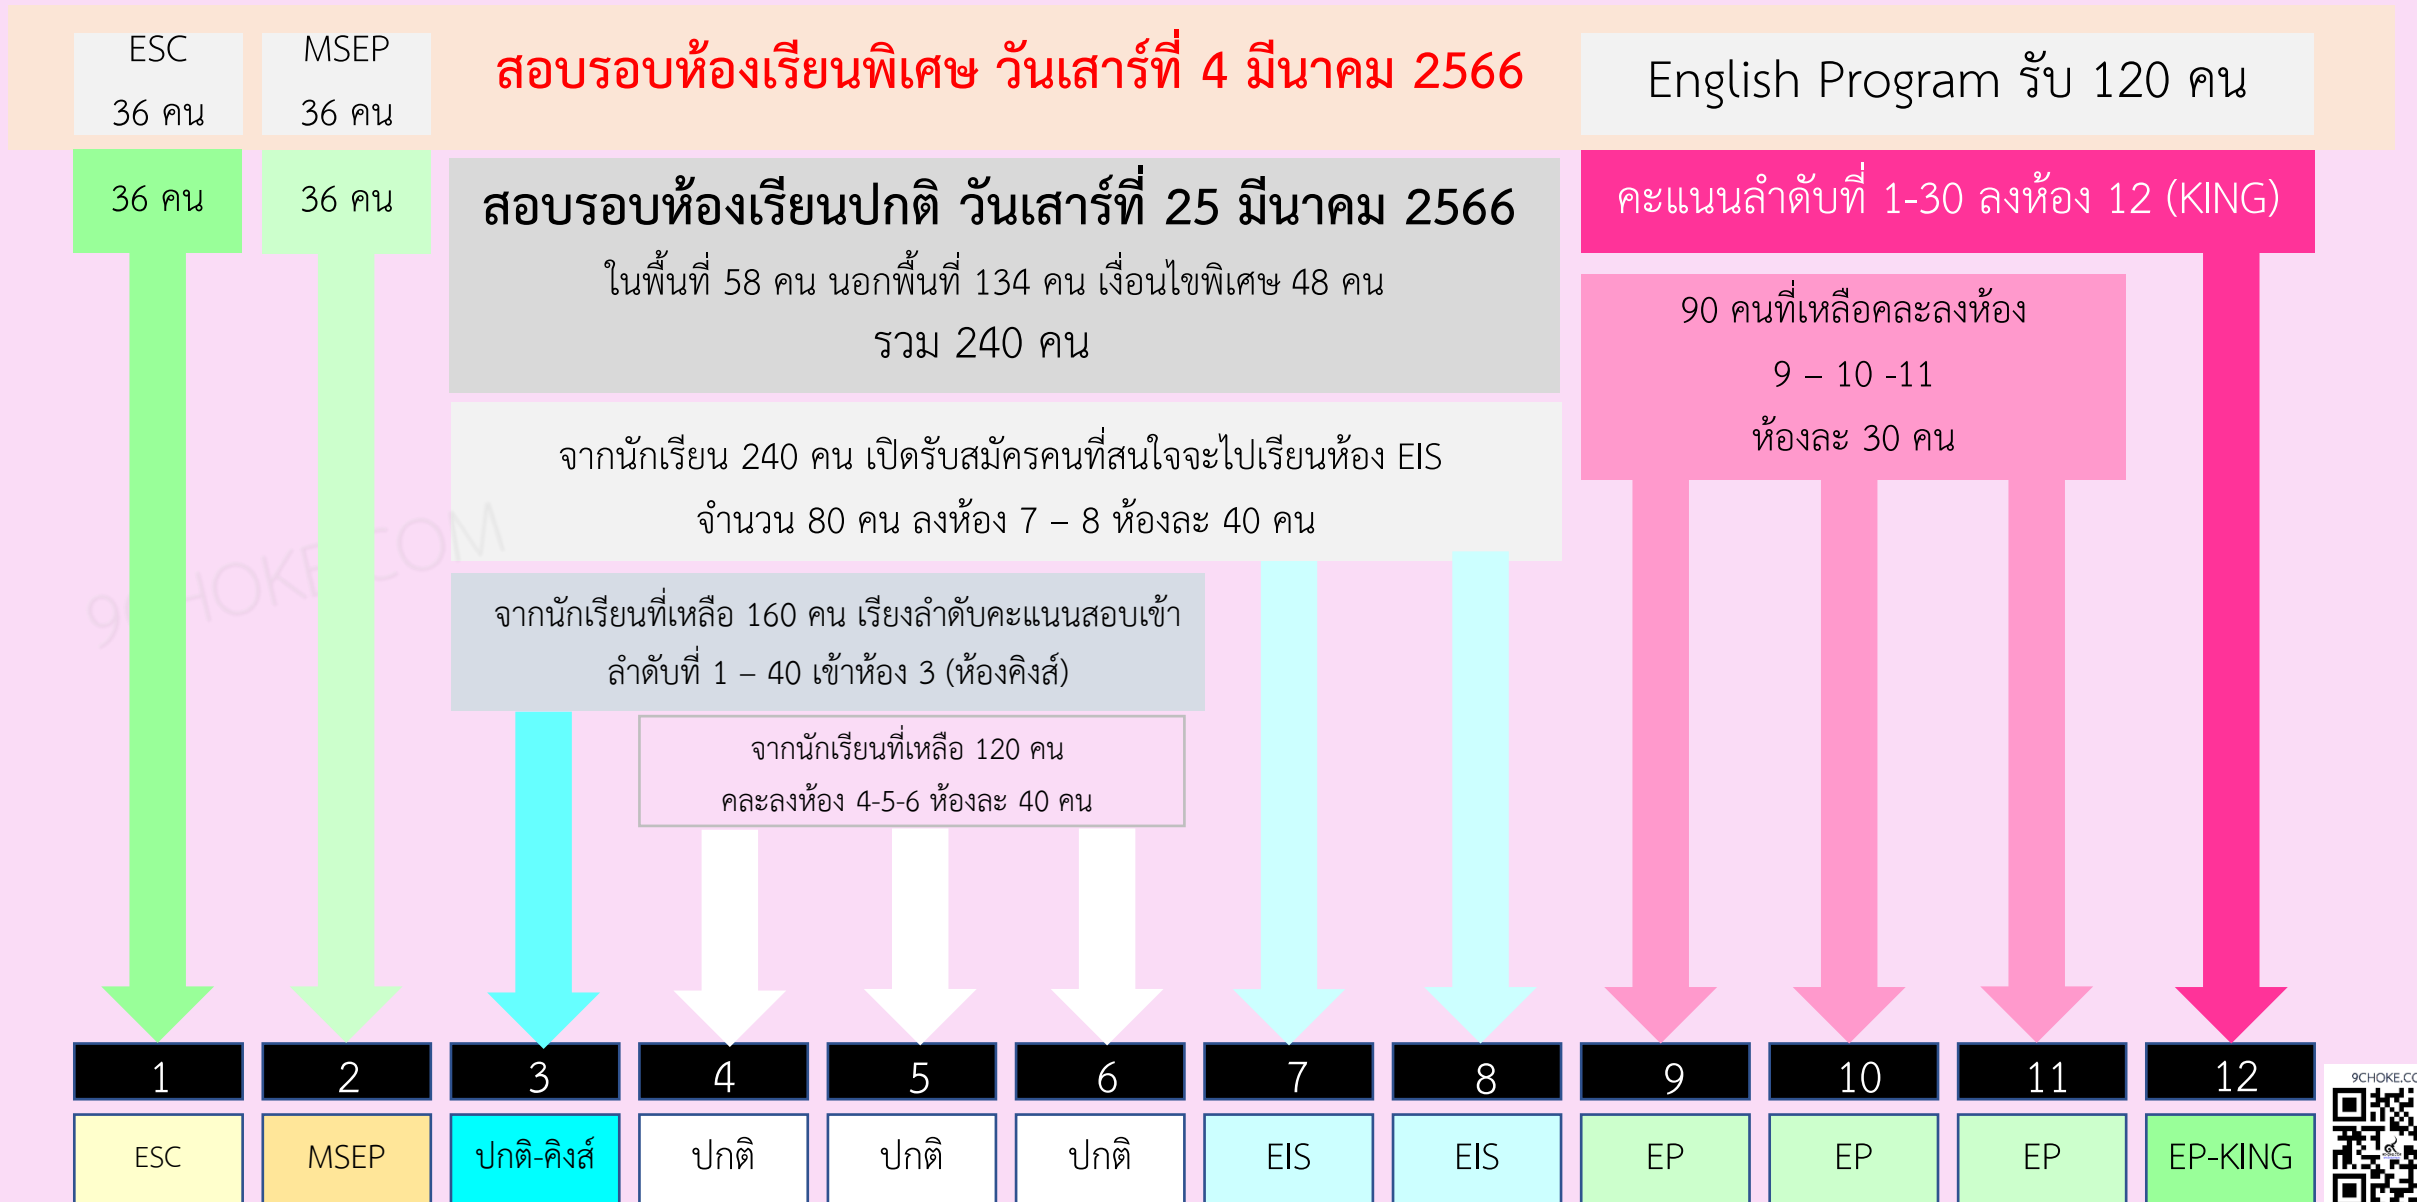 ESC
36 คน
MSEP
36 คน
สอบรอบห้องเรียนพิเศษ วันเสาร์ที่ 4 มีนาคม 2566
English Program รับ 120 คน
36 คน
36 คน
สอบรอบห้องเรียนปกติ วันเสาร์ที่ 25 มีนาคม 2566
ในพื้นที่ 58 คน นอกพื้นที่ 134 คน เงื่อนไขพิเศษ 48 คน
รวม 240 คน
คะแนนลำดับที่ 1-30 ลงห้อง 12 (KING)
90 คนที่เหลือคละลงห้อง
9 – 10 -11
ห้องละ 30 คน
จากนักเรียน 240 คน เปิดรับสมัครคนที่สนใจจะไปเรียนห้อง EIS
จำนวน 80 คน ลงห้อง 7 – 8 ห้องละ 40 คน
จากนักเรียนที่เหลือ 160 คน เรียงลำดับคะแนนสอบเข้า
ลำดับที่ 1 – 40 เข้าห้อง 3 (ห้องคิงส์)
จากนักเรียนที่เหลือ 120 คน
คละลงห้อง 4-5-6 ห้องละ 40 คน
1 2 3 4 5 6 7 8 9 10 11 12
ESC MSEP ปกติ-คิงส์ ปกติ ปกติ ปกติ EIS EIS EP EP EP EP-KING